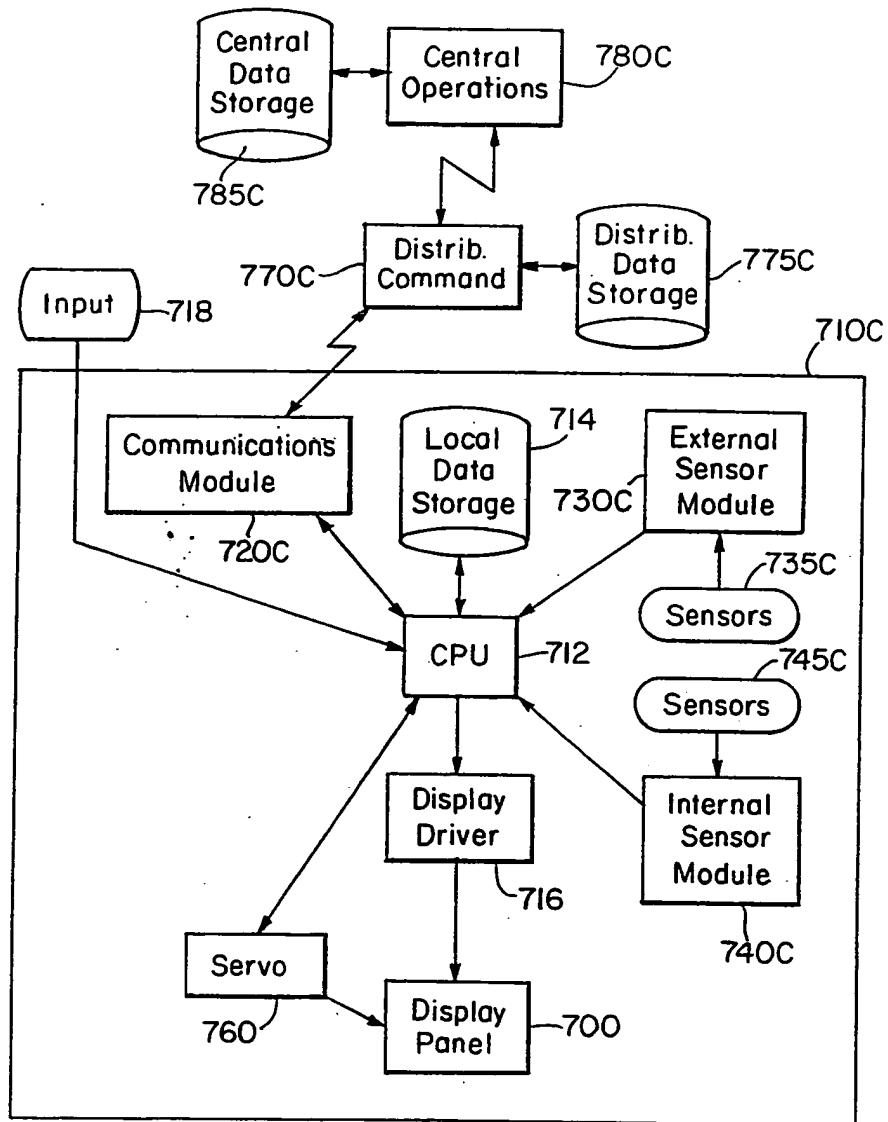 Central
Data
Storage
Central
Operations
780C
785C
Distrib.
Command
770C
Distrib.
Data
Storage
775C
Input
718
710C
Communications
Module
720C
Local
Data
Storage
714
External
Sensor
Module
730C
735C
Sensors
CPU
712
745C
Sensors
Display
Driver
716
Internal
Sensor
Module
740C
Servo
760
Display
Panel
700